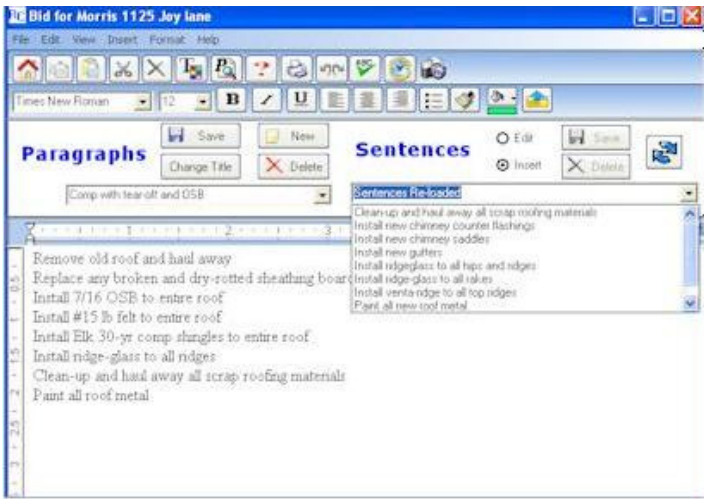 Bid for Morris 1125 Joy lane
File Edit View Insert Format Help
Times New Roman 12 B I U
Paragraphs Save New Sentences Edit Save
Change Title Delete Insert Delete
Comp with tear-off and OSB Sentences Re-loaded
Clean-up and haul away all scrap roofing materials
Install new chimney counter flashings
Install new chimney saddles
Install new gutters
Install ridgeglass to all hips and ridges
Install ridge-glass to all rakes
Install venta-ridge to all top ridges
Paint all new roof metal
1 2 3
Remove old roof and haul away
Replace any broken and dry-rotted sheathing board
Install 7/16 OSB to entire roof
Install #15 lb felt to entire roof
Install Elk 30-yr comp shingles to entire roof
Install ridge-glass to all ridges
Clean-up and haul away all scrap roofing materials
Paint all roof metal